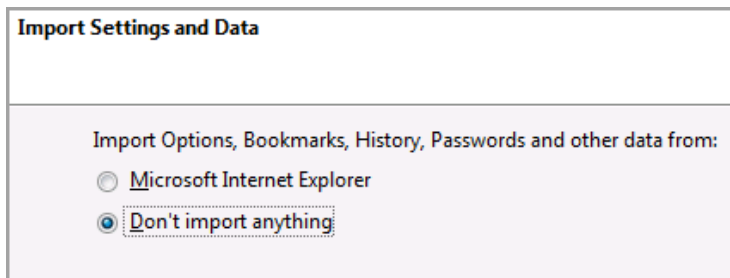 Import Settings and Data
Import Options, Bookmarks, History, Passwords and other data from:
Microsoft Internet Explorer
Don't import anything